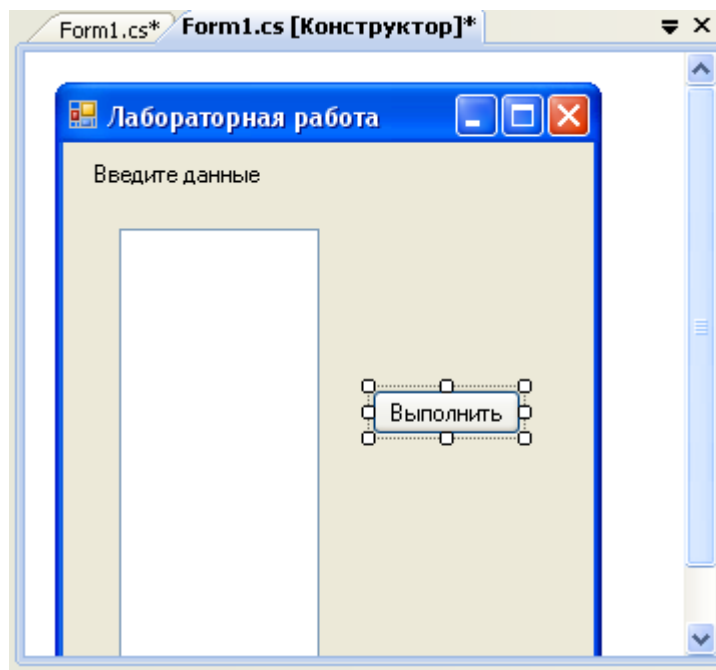 Form1.cs* Form1.cs [Конструктор]*
Лабораторная работа
Введите данные
Выполнить